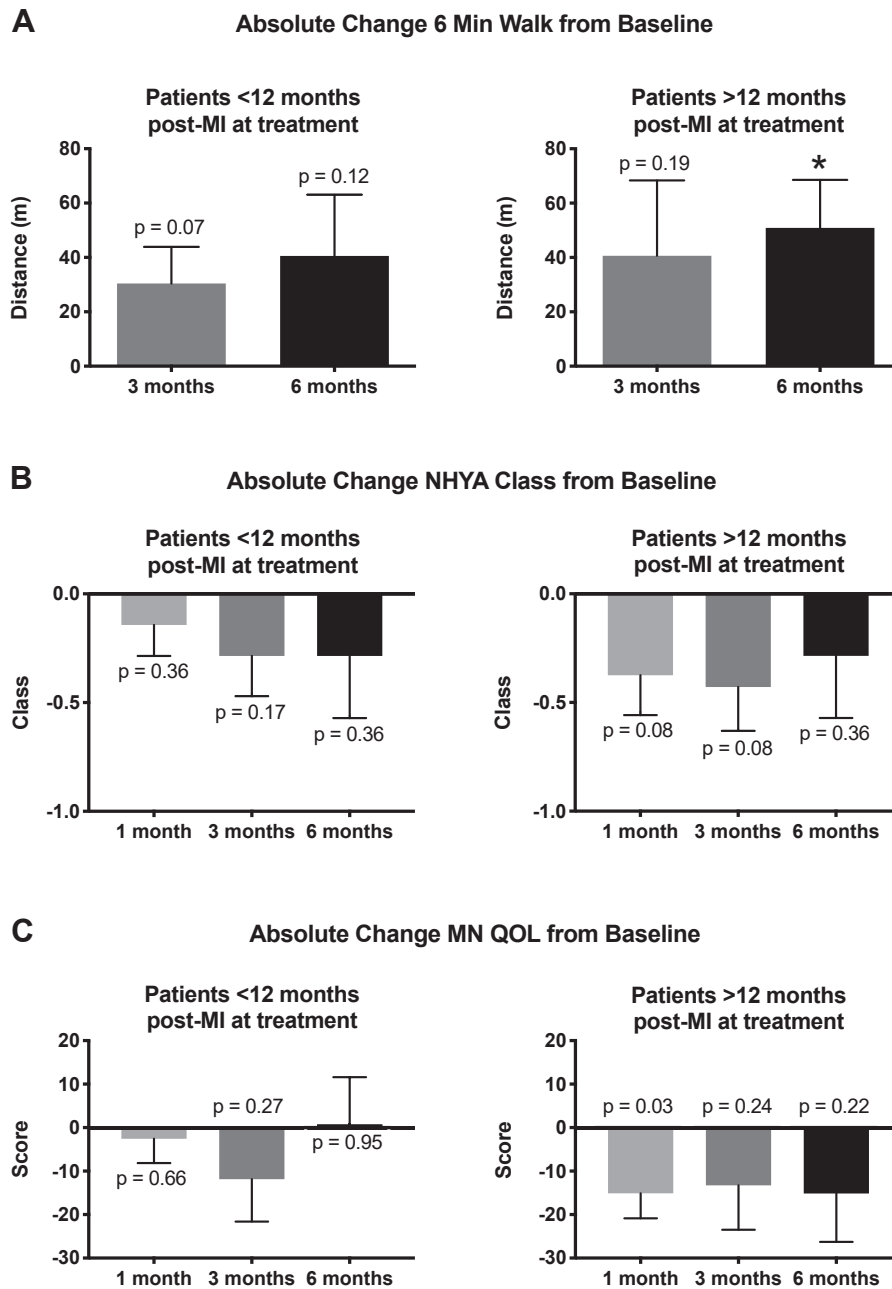 A
Absolute Change 6 Min Walk from Baseline
Patients <12 months
post-MI at treatment
Distance (m)
80
60
40
20
0
p = 0.07
p = 0.12
3 months
6 months
Patients >12 months
post-MI at treatment
Distance (m)
80
60
40
20
0
p = 0.19
*
3 months
6 months
B
Absolute Change NHYA Class from Baseline
Patients <12 months
post-MI at treatment
Class
0.0
-0.5
-1.0
p = 0.36
p = 0.17
p = 0.36
1 month
3 months
6 months
Patients >12 months
post-MI at treatment
Class
0.0
-0.5
-1.0
p = 0.08
p = 0.08
p = 0.36
1 month
3 months
6 months
C
Absolute Change MN QOL from Baseline
Patients <12 months
post-MI at treatment
Score
20
10
0
-10
-20
-30
p = 0.66
p = 0.27
p = 0.95
1 month
3 months
6 months
Patients >12 months
post-MI at treatment
Score
20
10
0
-10
-20
-30
p = 0.03
p = 0.24
p = 0.22
1 month
3 months
6 months